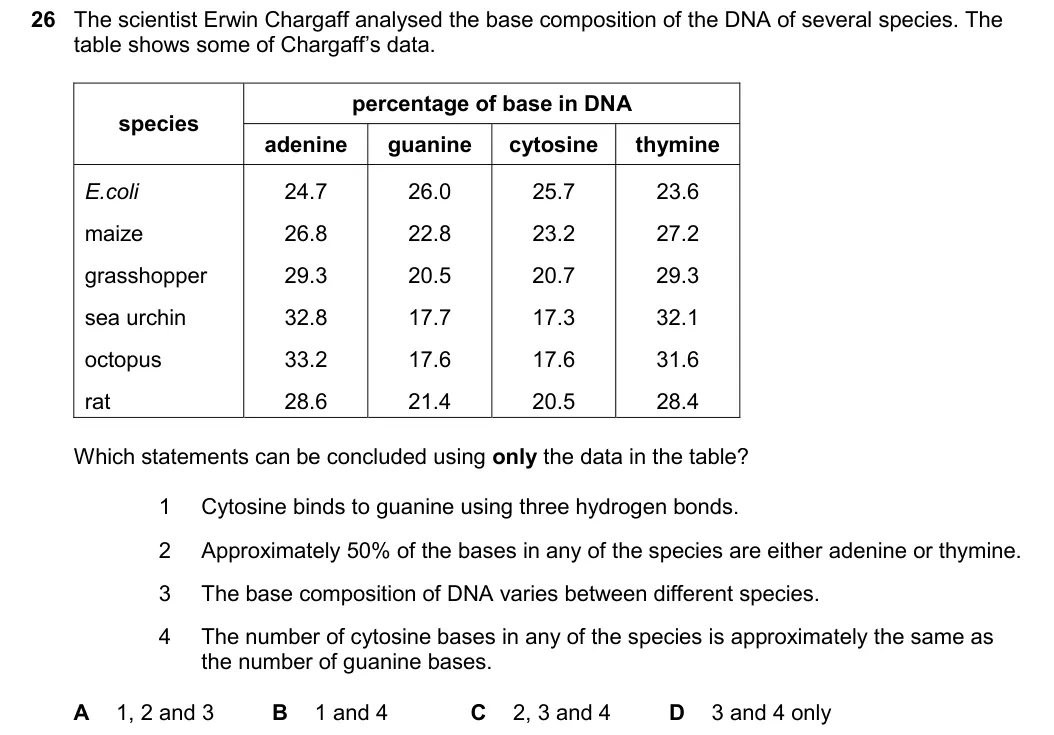 26 The scientist Erwin Chargaff analysed the base composition of the DNA of several species. The
table shows some of Chargaff's data.
species
percentage of base in DNA
adenine guanine cytosine thymine
E.coli 24.7 26.0 25.7 23.6
maize 26.8 22.8 23.2 27.2
grasshopper 29.3 20.5 20.7 29.3
sea urchin 32.8 17.7 17.3 32.1
octopus 33.2 17.6 17.6 31.6
rat 28.6 21.4 20.5 28.4
Which statements can be concluded using only the data in the table?
1 Cytosine binds to guanine using three hydrogen bonds.
2 Approximately 50% of the bases in any of the species are either adenine or thymine.
3 The base composition of DNA varies between different species.
4 The number of cytosine bases in any of the species is approximately the same as
the number of guanine bases.
A 1, 2 and 3 B 1 and 4 C 2, 3 and 4 D 3 and 4 only